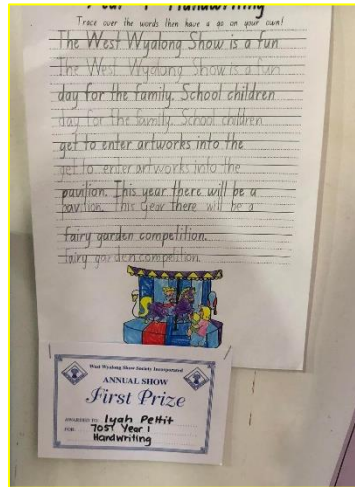 Year 1 Handwriting
Trace over the words then have a go on your own!
The West Wyalong Show is a fun
The West Wyalong Show is a fun
day for the family. School children
day for the family. School children
get to enter artworks into the
get to enter artworks into the
pavilion. This year there will be a
pavilion. This year there will be a
fairy garden competition.
fairy garden competition.
West Wyalong Show Society Incorporated
ANNUAL SHOW
First Prize
AWARDED TO Iyah Pettit
FOR 705 Year 1
Handwriting